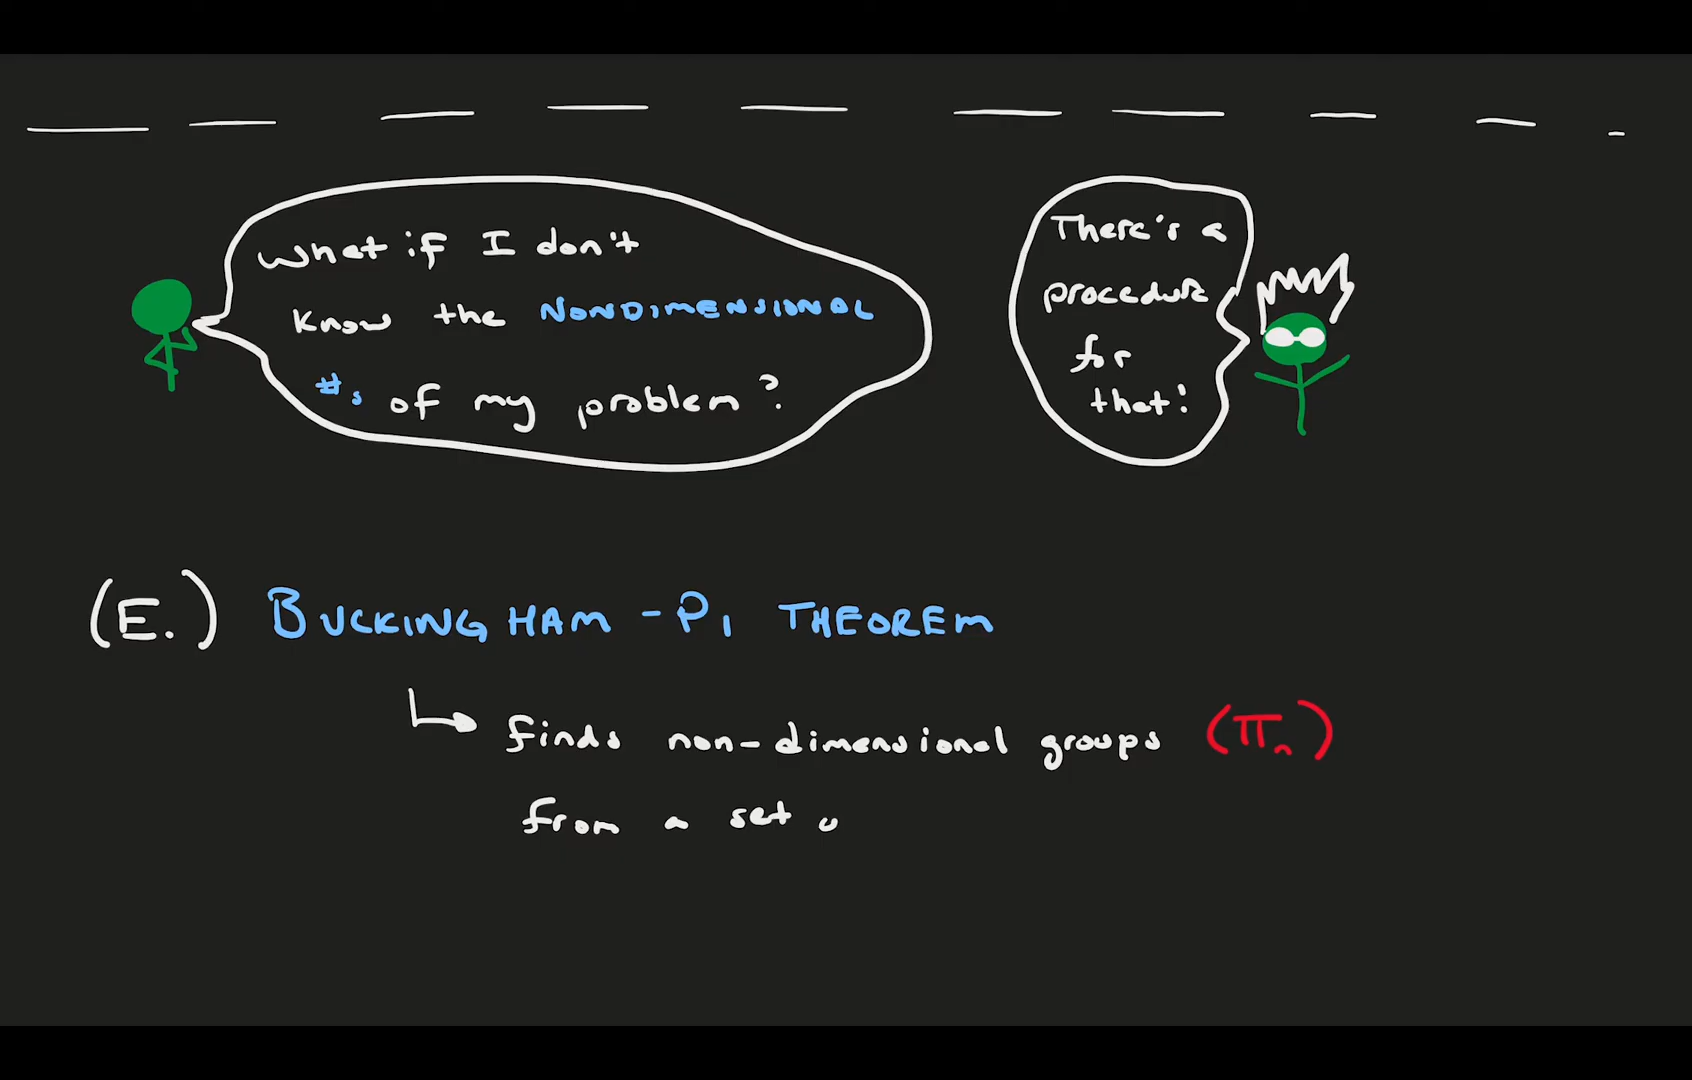 What if I don't
know the NONDIMENSIONAL
#s of my problem?
There's a
procedure
for
that!
(E.) BUCKINGHAM-PI THEOREM
finds non-dimensional groups (πn)
from a set o